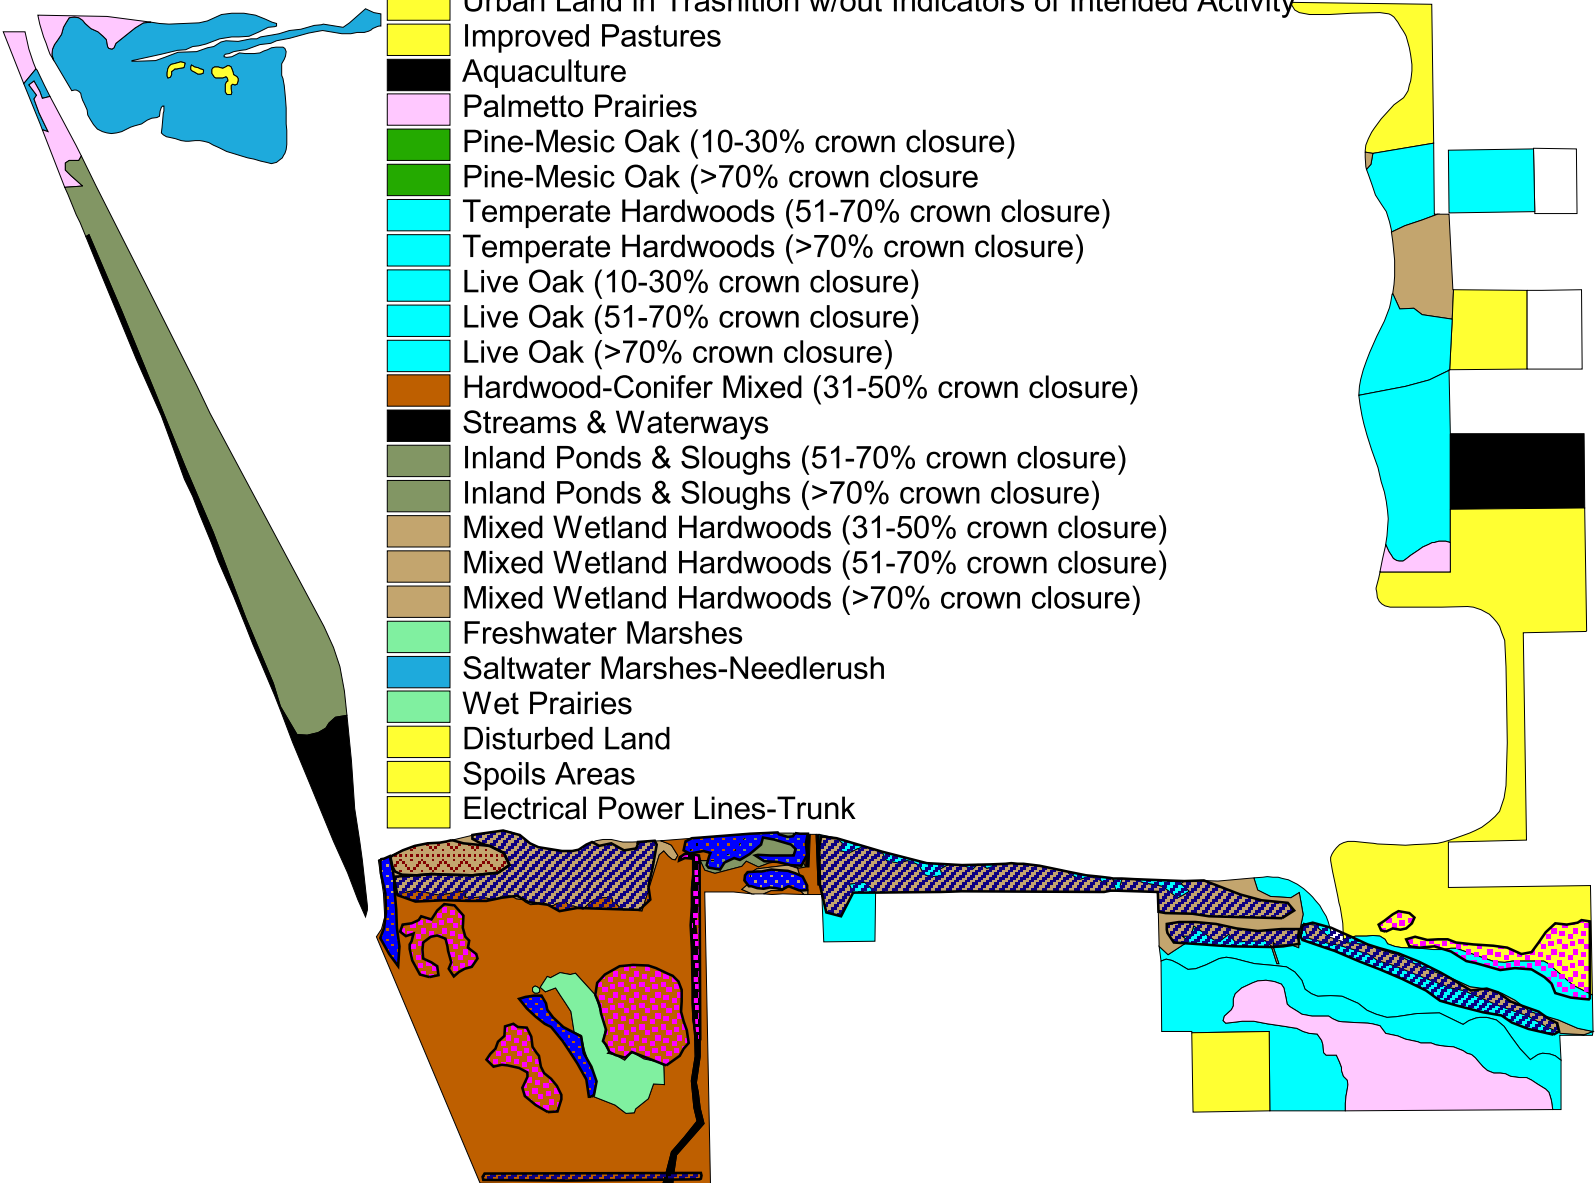 Urban Land in Trasnition w/out Indicators of Intended Activity
Improved Pastures
Aquaculture
Palmetto Prairies
Pine-Mesic Oak (10-30% crown closure)
Pine-Mesic Oak (>70% crown closure
Temperate Hardwoods (51-70% crown closure)
Temperate Hardwoods (>70% crown closure)
Live Oak (10-30% crown closure)
Live Oak (51-70% crown closure)
Live Oak (>70% crown closure)
Hardwood-Conifer Mixed (31-50% crown closure)
Streams & Waterways
Inland Ponds & Sloughs (51-70% crown closure)
Inland Ponds & Sloughs (>70% crown closure)
Mixed Wetland Hardwoods (31-50% crown closure)
Mixed Wetland Hardwoods (51-70% crown closure)
Mixed Wetland Hardwoods (>70% crown closure)
Freshwater Marshes
Saltwater Marshes-Needlerush
Wet Prairies
Disturbed Land
Spoils Areas
Electrical Power Lines-Trunk